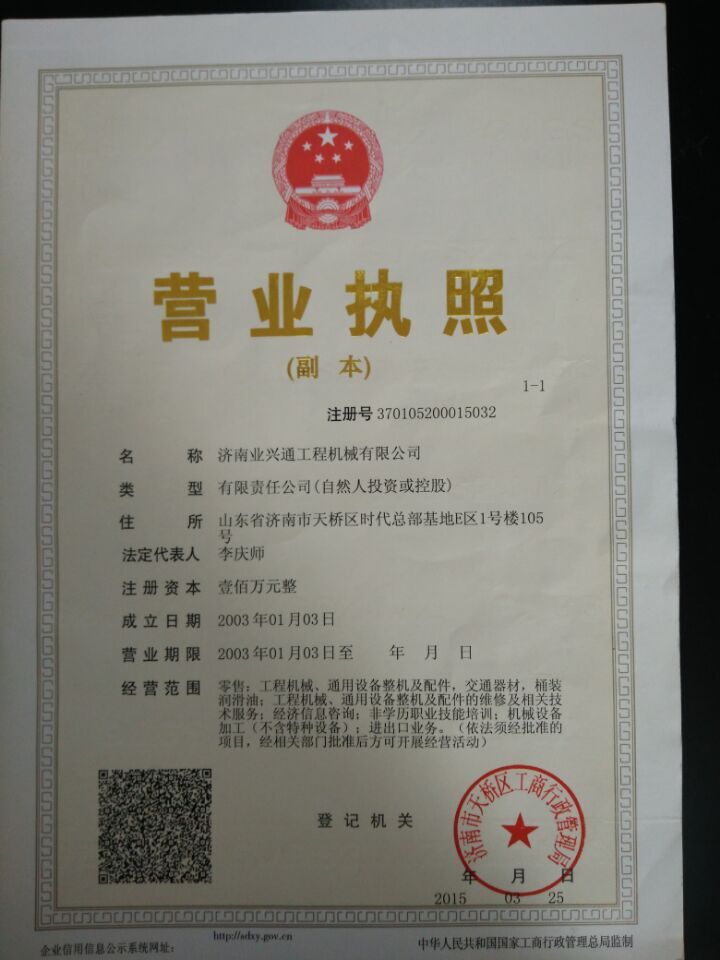 营业执照
(副 本)
1-1
注册号 370105200015032
名 称 济南业兴通工程机械有限公司
类 型 有限责任公司(自然人投资或控股)
住 所 山东省济南市天桥区时代总部基地E区1号楼105
号
法定代表人 李庆师
注册资本 壹佰万元整
成立日期 2003年01月03日
营业期限 2003年01月03日至 年 月 日
经营范围 零售：工程机械、通用设备整机及配件，交通器材，桶装
润滑油；工程机械、通用设备整机及配件的维修及相关技
术服务；经济信息咨询；非学历职业技能培训；机械设备
加工（不含特种设备）；进出口业务。（依法须经批准的
项目，经相关部门批准后方可开展经营活动）
济南市天桥区工商行政管理局
登记机关
年 月 日
2015 03 25
企业信用信息公示系统网址： http://sdxy.gov.cn 中华人民共和国国家工商行政管理总局监制